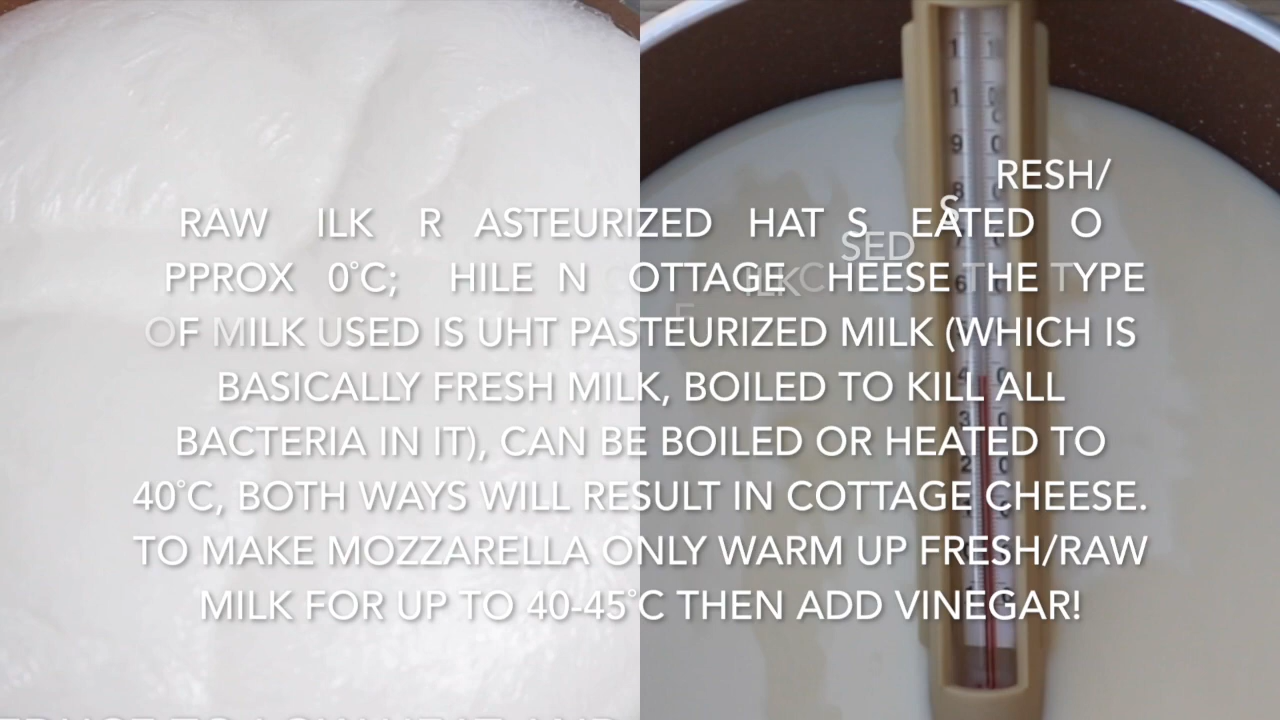 RESH/
S
RAW ILK R ASTEURIZED HAT S EATED O
SED
PPROX 0°C; HILE N OTTAGE CHEESE THE TYPE
ILK
F
OF MILK USED IS UHT PASTEURIZED MILK (WHICH IS
BASICALLY FRESH MILK, BOILED TO KILL ALL
BACTERIA IN IT), CAN BE BOILED OR HEATED TO
40°C, BOTH WAYS WILL RESULT IN COTTAGE CHEESE.
TO MAKE MOZZARELLA ONLY WARM UP FRESH/RAW
MILK FOR UP TO 40-45°C THEN ADD VINEGAR!